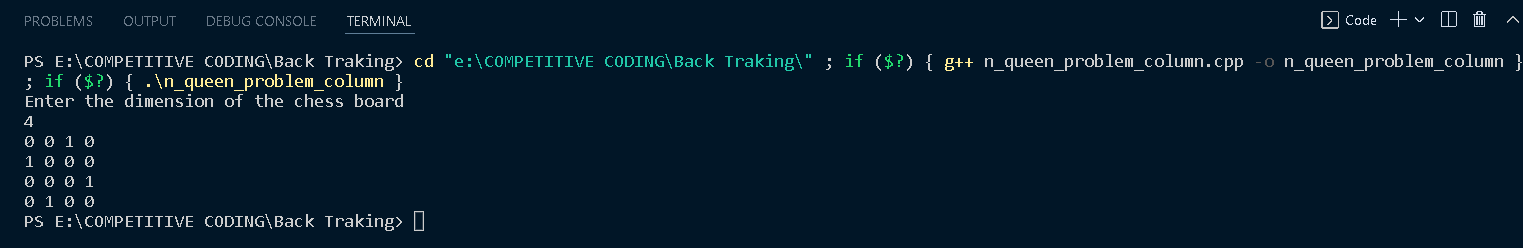 PROBLEMS OUTPUT DEBUG CONSOLE TERMINAL Code
PS E:\COMPETITIVE CODING\Back Traking> cd "e:\COMPETITIVE CODING\Back Traking\" ; if ($?) { g++ n_queen_problem_column.cpp -o n_queen_problem_column }
; if ($?) { .\n_queen_problem_column }
Enter the dimension of the chess board
4
0 0 1 0
1 0 0 0
0 0 0 1
0 1 0 0
PS E:\COMPETITIVE CODING\Back Traking>